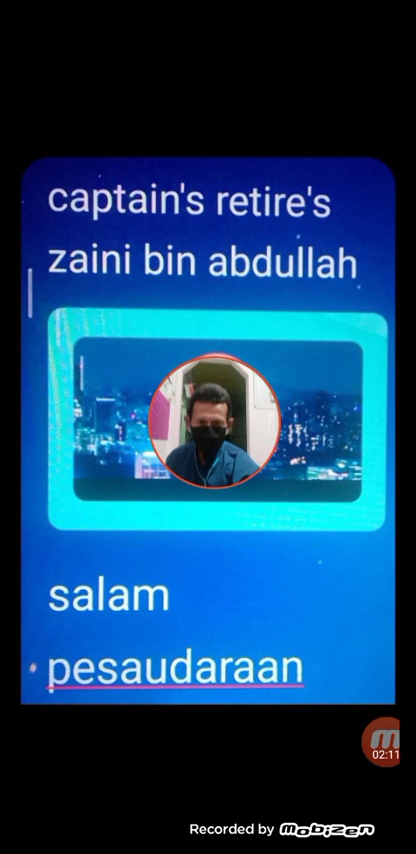 captain's retire's
zaini bin abdullah
salam
pesaudaraan
02:11
Recorded by Mobizen